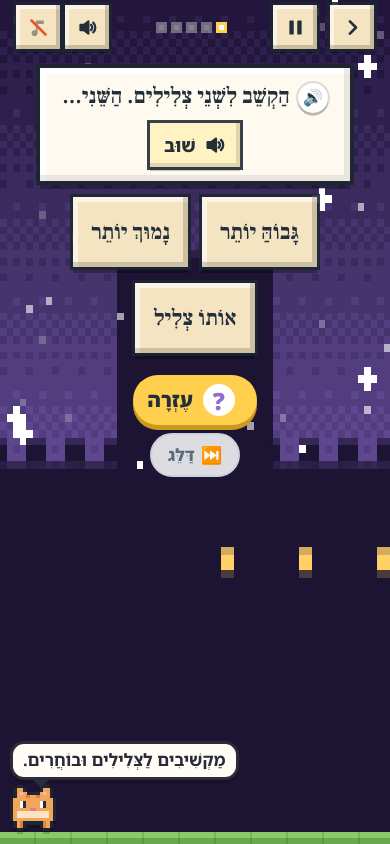 הַקְשֵׁב לִשְׁנֵי צְלִילִים. הַשֵּׁנִי...
שׁוּב
גָּבוֹהַּ יוֹתֵר
נָמוּךְ יוֹתֵר
אוֹתוֹ צְלִיל
? עֶזְרָה
דַּלֵּג
מַקְשִׁיבִים לַצְּלִילִים וּבוֹחֲרִים.